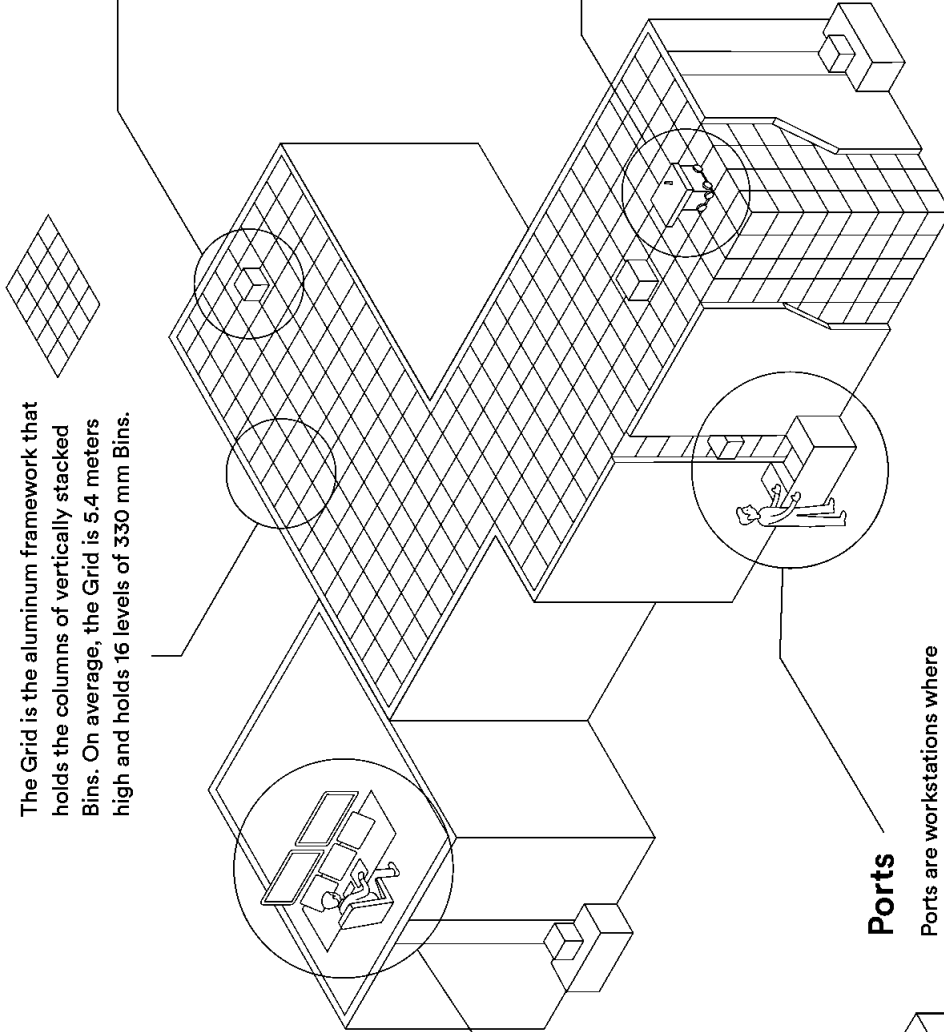 The Grid is the aluminum framework that
holds the columns of vertically stacked
Bins. On average, the Grid is 5.4 meters
high and holds 16 levels of 330 mm Bins.
Ports
Ports are workstations where